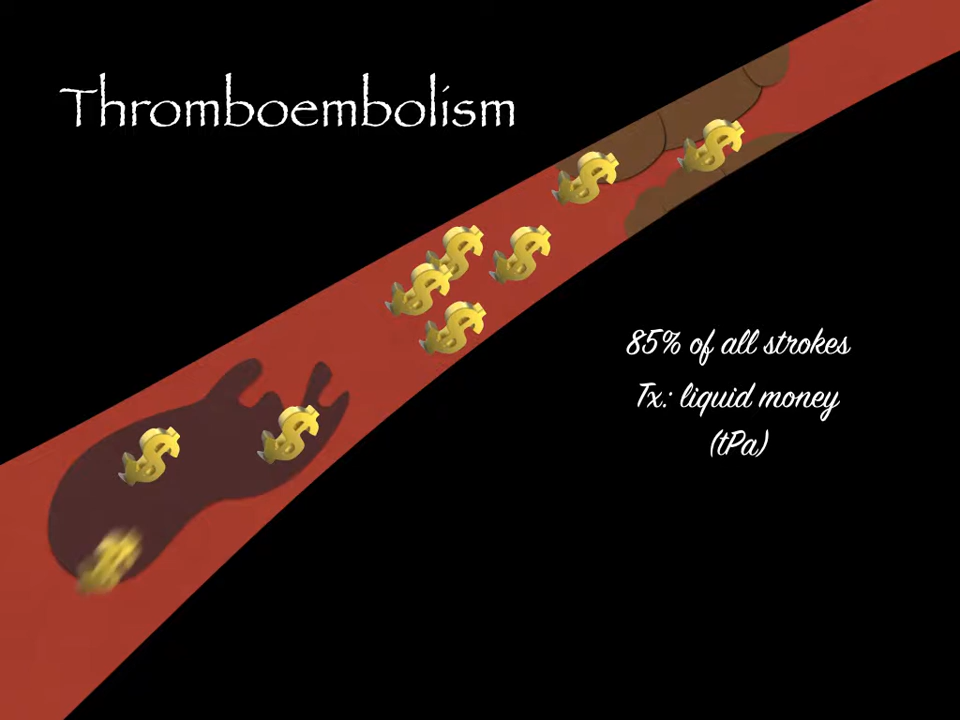 Thromboembolism
85% of all strokes
Tx: liquid money
(tPa)